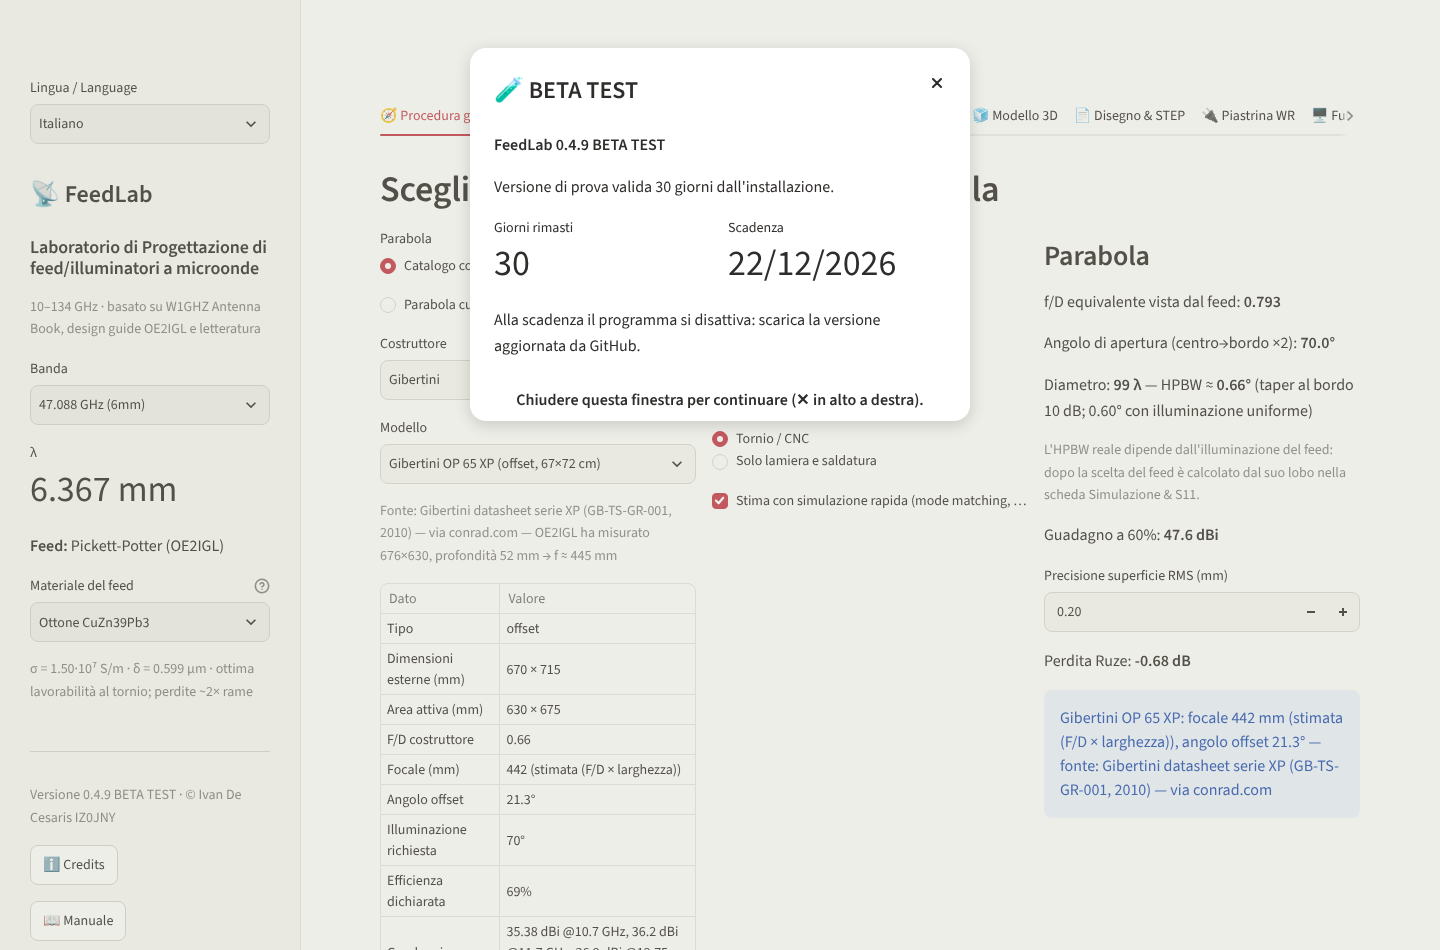 Lingua / Language
Italiano
📡 FeedLab
Laboratorio di Progettazione di
feed/illuminatori a microonde
10–134 GHz · basato su W1GHZ Antenna
Book, design guide OE2IGL e letteratura
Banda
47.088 GHz (6mm)
λ
6.367 mm
Feed: Pickett-Potter (OE2IGL)
Materiale del feed
Ottone CuZn39Pb3
σ = 1.50·10⁷ S/m · δ = 0.599 µm · ottima
lavorabilità al tornio; perdite ~2× rame
Versione 0.4.9 BETA TEST · © Ivan De
Cesaris IZ0JNY
ℹ️ Credits
📖 Manuale
🧪 BETA TEST
FeedLab 0.4.9 BETA TEST
Versione di prova valida 30 giorni dall'installazione.
Giorni rimasti
30
Scadenza
22/12/2026
Alla scadenza il programma si disattiva: scarica la versione
aggiornata da GitHub.
Chiudere questa finestra per continuare (✕ in alto a destra).
🧭 Procedura
🧊 Modello 3D
📄 Disegno & STEP
🔌 Piastrina WR
Scegli
Parabola
Catalogo
Parabola
Costruttore
Gibertini
Modello
Gibertini OP 65 XP (offset, 67×72 cm)
Fonte: Gibertini datasheet serie XP (GB-TS-GR-001,
2010) — via conrad.com — OE2IGL ha misurato
676×630, profondità 52 mm → f ≈ 445 mm
Dato Valore
Tipo offset
Dimensioni
esterne (mm) 670 × 715
Area attiva (mm) 630 × 675
F/D costruttore 0.66
Focale (mm) 442 (stimata (F/D × larghezza))
Angolo offset 21.3°
Illuminazione
richiesta 70°
Efficienza
dichiarata 69%
35.38 dBi @10.7 GHz, 36.2 dBi
Tornio / CNC
Solo lamiera e saldatura
Stima con simulazione rapida (mode matching, …
Parabola
f/D equivalente vista dal feed: 0.793
Angolo di apertura (centro→bordo ×2): 70.0°
Diametro: 99 λ — HPBW ≈ 0.66° (taper al bordo
10 dB; 0.60° con illuminazione uniforme)
L'HPBW reale dipende dall'illuminazione del feed:
dopo la scelta del feed è calcolato dal suo lobo nella
scheda Simulazione & S11.
Guadagno a 60%: 47.6 dBi
Precisione superficie RMS (mm)
0.20
Perdita Ruze: -0.68 dB
Gibertini OP 65 XP: focale 442 mm (stimata
(F/D × larghezza)), angolo offset 21.3° —
fonte: Gibertini datasheet serie XP (GB-TS-
GR-001, 2010) — via conrad.com